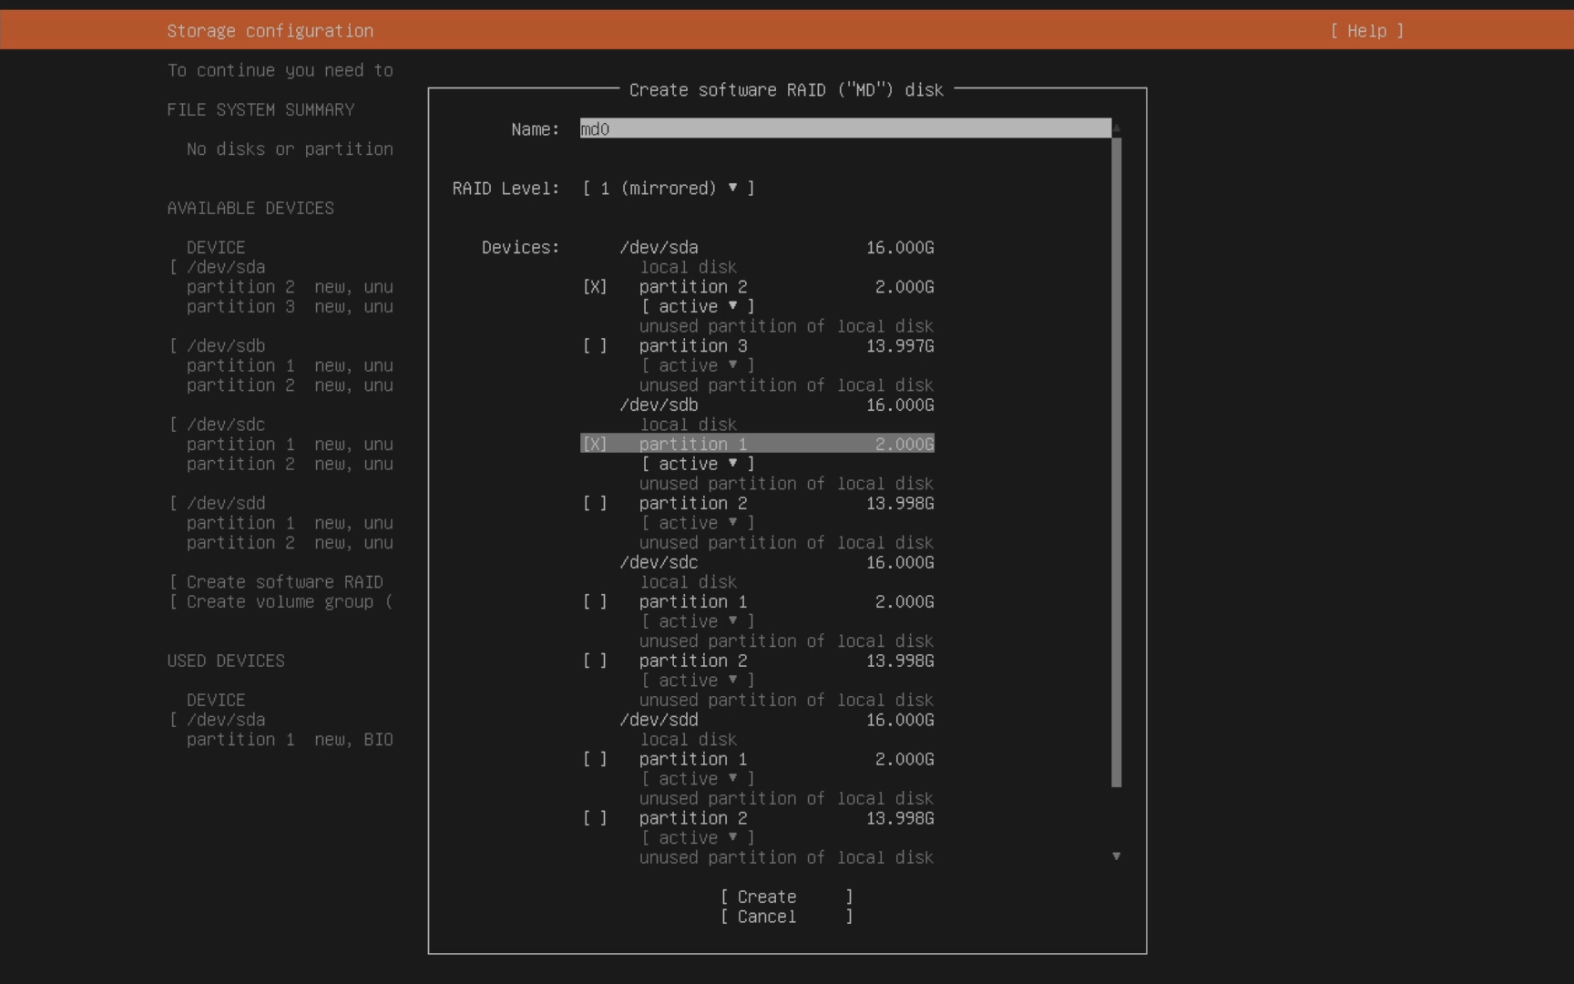 Storage configuration [ Help ]
To continue you need to
Create software RAID ("MD") disk
FILE SYSTEM SUMMARY
Name: md0
No disks or partition
RAID Level: [ 1 (mirrored) ▼ ]
AVAILABLE DEVICES
DEVICE
Devices: /dev/sda 16.000G
[ /dev/sda
local disk
partition 2 new, unu
[X] partition 2 2.000G
partition 3 new, unu
[ active ▼ ]
unused partition of local disk
[ /dev/sdb
[ ] partition 3 13.997G
partition 1 new, unu
[ active ▼ ]
partition 2 new, unu
unused partition of local disk
/dev/sdb 16.000G
[ /dev/sdc
local disk
partition 1 new, unu
[X] partition 1 2.000G
partition 2 new, unu
[ active ▼ ]
unused partition of local disk
[ /dev/sdd
[ ] partition 2 13.998G
partition 1 new, unu
[ active ▼ ]
partition 2 new, unu
unused partition of local disk
/dev/sdc 16.000G
[ Create software RAID
local disk
[ Create volume group (
[ ] partition 1 2.000G
[ active ▼ ]
unused partition of local disk
USED DEVICES
[ ] partition 2 13.998G
[ active ▼ ]
DEVICE
unused partition of local disk
[ /dev/sda
/dev/sdd 16.000G
partition 1 new, BIO
local disk
[ ] partition 1 2.000G
[ active ▼ ]
unused partition of local disk
[ ] partition 2 13.998G
[ active ▼ ]
unused partition of local disk
[ Create ]
[ Cancel ]